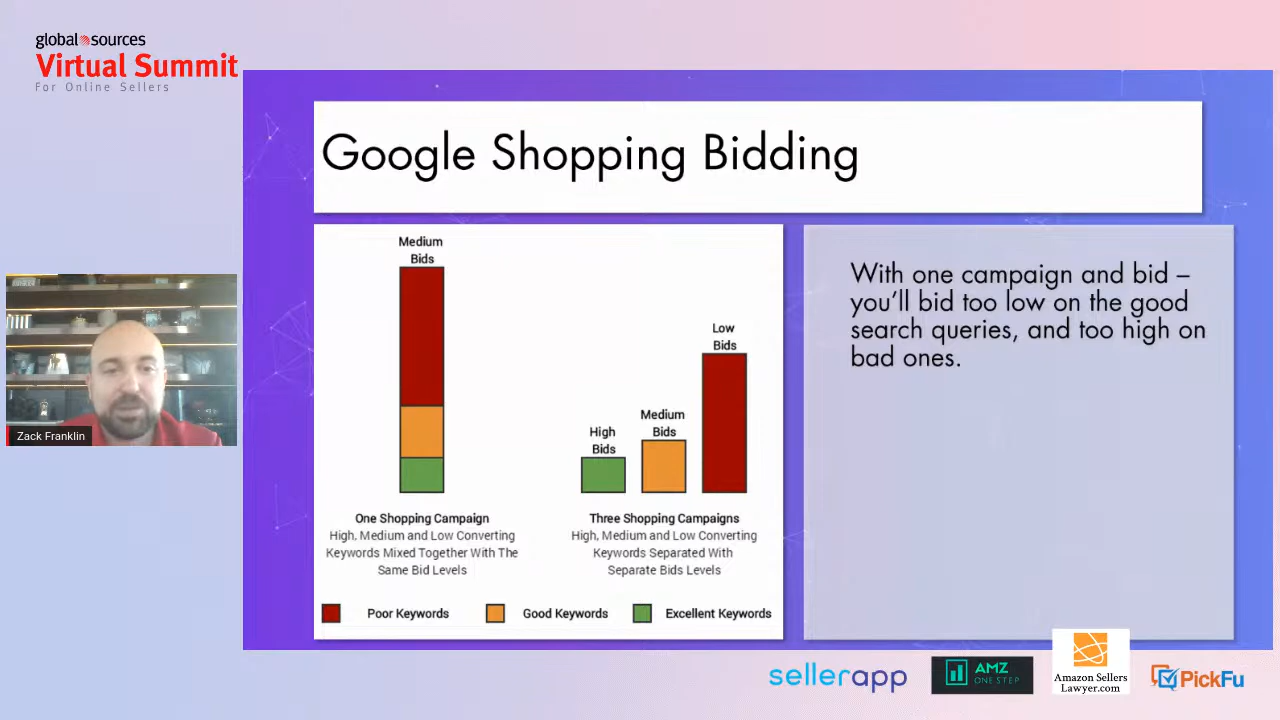 global sources
Virtual Summit
For Online Sellers
Google Shopping Bidding
Medium
Bids
Low
Bids
Medium
Bids
High
Bids
One Shopping Campaign
High, Medium and Low Converting
Keywords Mixed Together With The
Same Bid Levels
Three Shopping Campaigns
High, Medium and Low Converting
Keywords Separated With
Separate Bids Levels
Poor Keywords
Good Keywords
Excellent Keywords
With one campaign and bid –
you'll bid too low on the good
search queries, and too high on
bad ones.
Zack Franklin
sellerapp
AMZ
ONE STEP
Amazon Sellers
Lawyer.com
PickFu